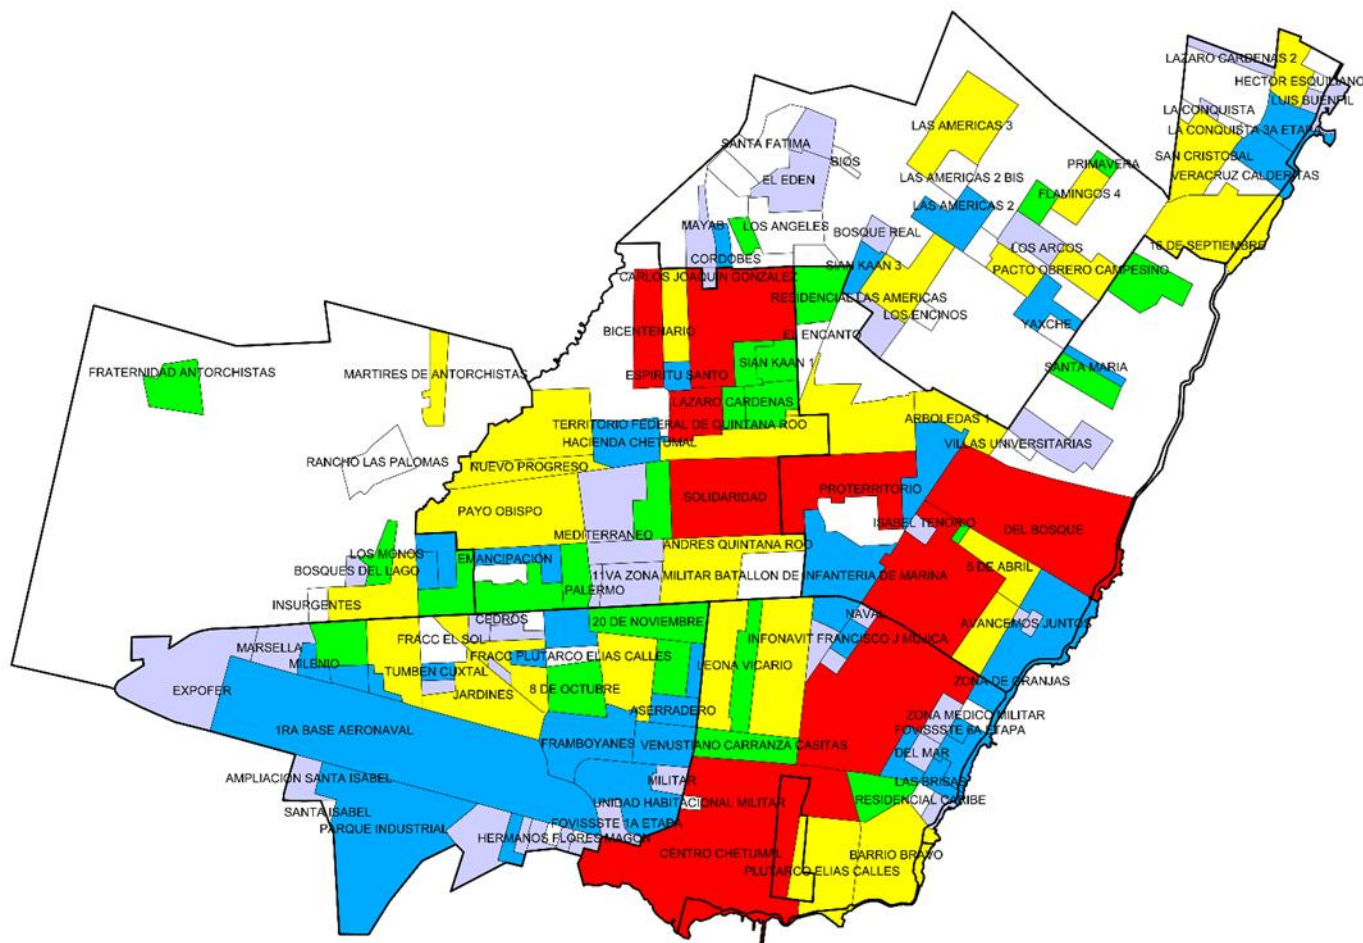 LAZARO CARDENAS 2
HECTOR ESQUILIANO
LUIS BUENFIL
LA CONQUISTA
LA CONQUISTA 3A ETAPA
SAN CRISTOBAL
VERACRUZ CALDERITAS
LAS AMERICAS 3
SANTA FATIMA
BIOS
EL EDEN
PRIMAVERA
LAS AMERICAS 2 BIS
FLAMINGOS 4
LAS AMERICAS 2
MAYAB
LOS ANGELES
BOSQUE REAL
LOS ARCOS
16 DE SEPTIEMBRE
CORDOBES
SIAN KAAN 3
PACTO OBRERO CAMPESINO
CARLOS JOAQUIN GONZALEZ
RESIDENCIAL
LAS AMERICAS
LOS ENCINOS
BICENTENARIO
EL ENCANTO
YAXCHE
SIAN KAAN 1
SANTA MARIA
FRATERNIDAD ANTORCHISTAS
MARTIRES DE ANTORCHISTAS
ESPIRITU SANTO
LAZARO CARDENAS
ARBOLEDAS 1
TERRITORIO FEDERAL DE QUINTANA ROO
HACIENDA CHETUMAL
VILLAS UNIVERSITARIAS
RANCHO LAS PALOMAS
NUEVO PROGRESO
PROTERRITORIO
SOLIDARIDAD
PAYO OBISPO
ISABEL TENORIO
DEL BOSQUE
MEDITERRANEO
ANDRES QUINTANA ROO
LOS MONOS
EMANCIPACION
5 DE ABRIL
BOSQUES DEL LAGO
11VA ZONA MILITAR BATALLON DE INFANTERIA DE MARINA
PALERMO
INSURGENTES
CEDROS
20 DE NOVIEMBRE
NAVAL
AVANCEMOS JUNTOS
FRACC EL SOL
INFONAVIT FRANCISCO J MUJICA
MARSELLA
FRACC PLUTARCO ELIAS CALLES
MILENIO
LEONA VICARIO
TUMBEN CUXTAL
ZONA DE GRANJAS
EXPOFER
JARDINES
8 DE OCTUBRE
ASERRADERO
ZONA MEDICO MILITAR
1RA BASE AERONAVAL
FOVISSSTE 6A ETAPA
FRAMBOYANES
VENUSTIANO CARRANZA
CASITAS
DEL MAR
AMPLIACION SANTA ISABEL
MILITAR
LAS BRISAS
UNIDAD HABITACIONAL MILITAR
RESIDENCIAL CARIBE
SANTA ISABEL
PARQUE INDUSTRIAL
FOVISSSTE 1A ETAPA
HERMANOS FLORES MAGON
CENTRO CHETUMAL
BARRIO BRAVO
PLUTARCO ELIAS CALLES